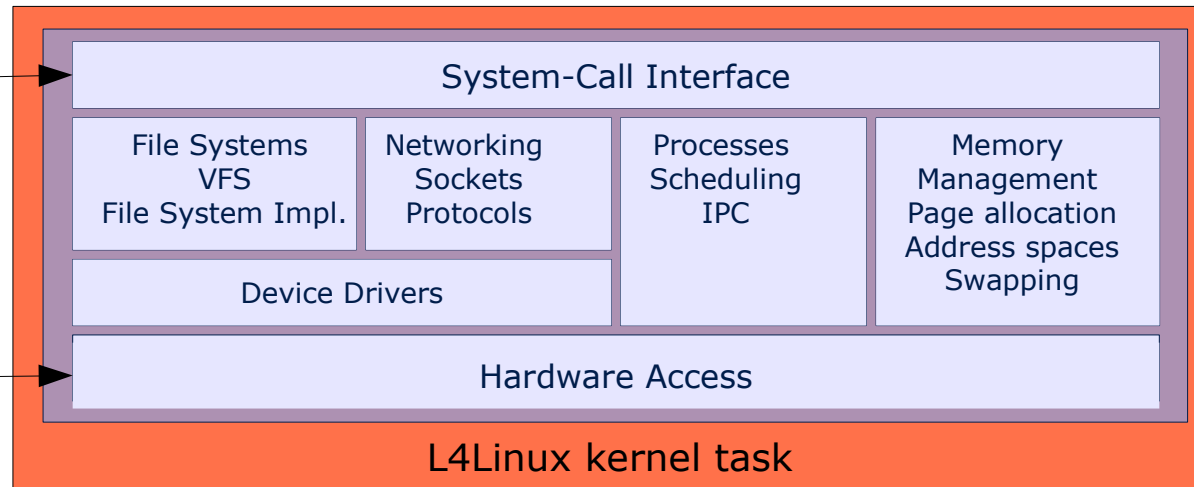 System-Call Interface
File Systems
VFS
File System Impl.
Networking
Sockets
Protocols
Processes
Scheduling
IPC
Memory
Management
Page allocation
Address spaces
Swapping
Device Drivers
Hardware Access
L4Linux kernel task